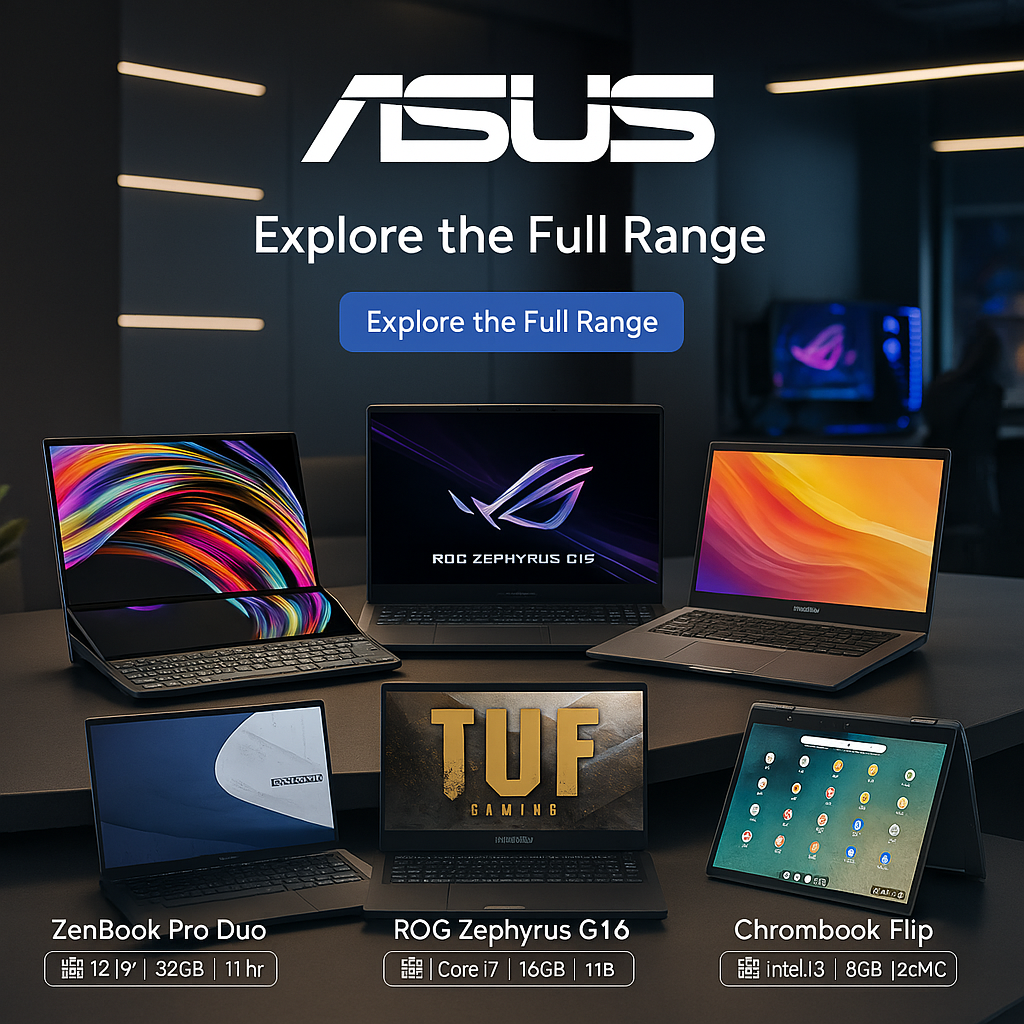 ASUS
Explore the Full Range
Explore the Full Range
ROC ZEPHYRUS G15
TUF
GAMING
ZenBook Pro Duo
ROG Zephyrus G16
Chrombook Flip
12 |9′ | 32GB | 11 hr
| Core i7 | 16GB | 11B
intel.I3 | 8GB |2cMC